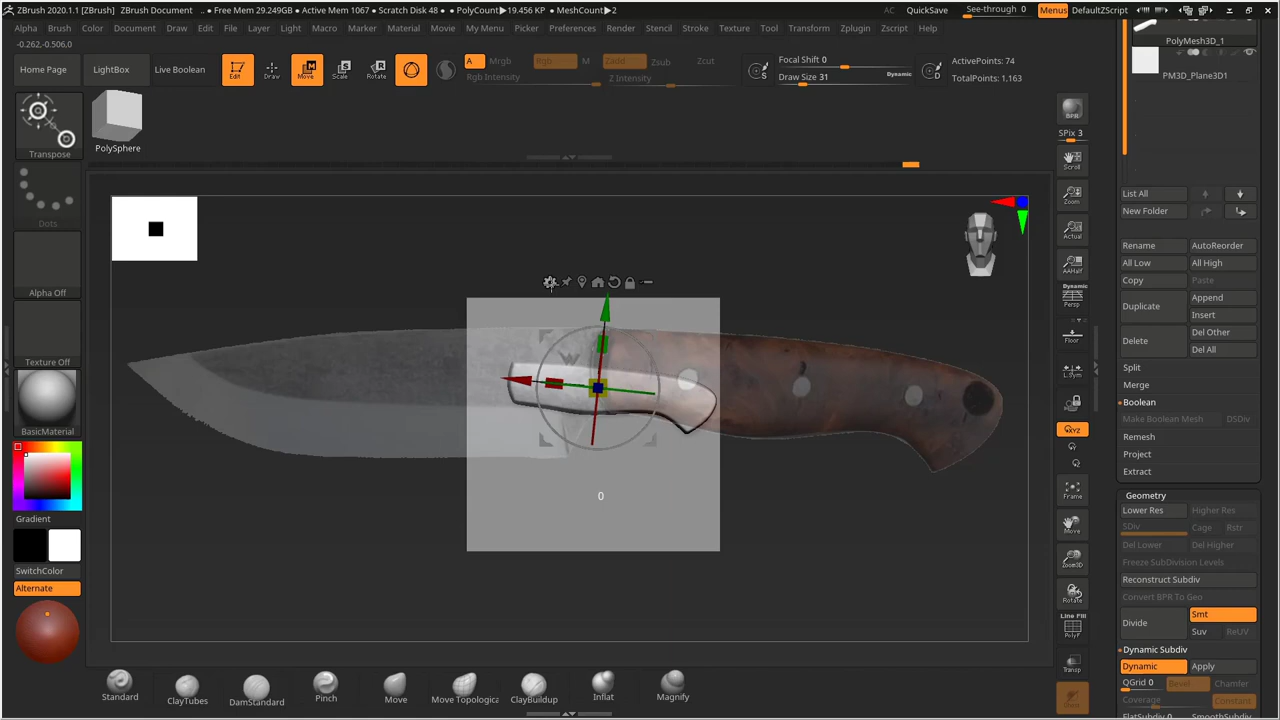 ZBrush 2020.1.1 [ZBrush] ZBrush Document .. • Free Mem 29.249GB • Active Mem 1067 • Scratch Disk 48 • PolyCount▶19.456 KP • MeshCount▶2
AC QuickSave See-through 0 Menus DefaultZScript
Alpha Brush Color Document Draw Edit File Layer Light Macro Marker Material Movie My Menu Picker Preferences Render Stencil Stroke Texture Tool Transform Zplugin Zscript Help
-0.262,-0.506,0
Home Page LightBox Live Boolean Edit Draw Move Scale Rotate
A Mrgb Rgb M Zadd Zsub Zcut
Rgb Intensity Z Intensity
Focal Shift 0
Draw Size 31 Dynamic
ActivePoints: 74
TotalPoints: 1.163
Transpose
PolySphere
Dots
Alpha Off
Texture Off
BasicMaterial
Gradient
SwitchColor
Alternate
0
Standard
ClayTubes
DamStandard
Pinch
Move
Move Topological
ClayBuildup
Inflat
Magnify
BPR
SPix 3
Scroll
Zoom
Actual
AAHalf
Dynamic
Persp
Floor
L.Sym
XYZ
Frame
Move
Zoom3D
Rotate
Line Fill
PolyF
Transp
PolyMesh3D_1
PM3D_Plane3D1
List All
New Folder
Rename AutoReorder
All Low All High
Copy Paste
Duplicate Append
Insert
Delete Del Other
Del All
Split
Merge
Boolean
Make Boolean Mesh DSDiv
Remesh
Project
Extract
Geometry
Lower Res Higher Res
SDiv Cage Rstr
Del Lower Del Higher
Freeze SubDivision Levels
Reconstruct Subdiv
Convert BPR To Geo
Divide Smt
Suv ReUV
Dynamic Subdiv
Dynamic Apply
QGrid 0 Bevel Chamfer
Coverage Constant
FlatSubdiv 0 SmoothSubdiv